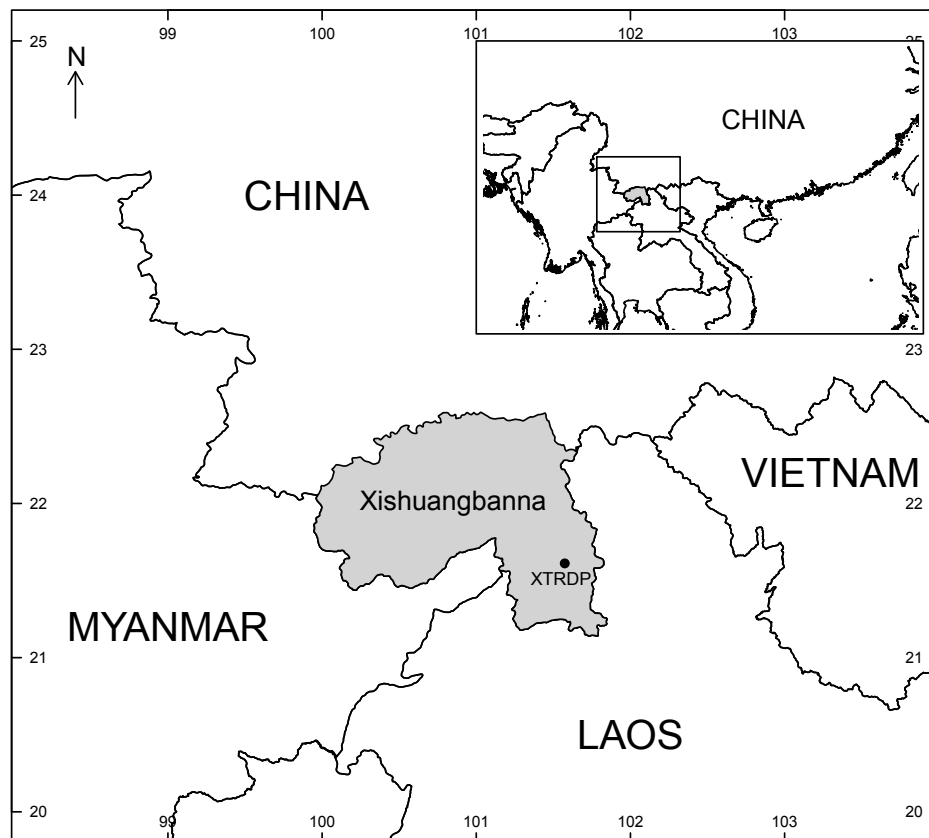 99 100 101 102 103
25 25
N
CHINA
24
CHINA
23 23
Xishuangbanna
VIETNAM
22 22
XTRDP
MYANMAR
21 21
LAOS
20 20
99 100 101 102 103